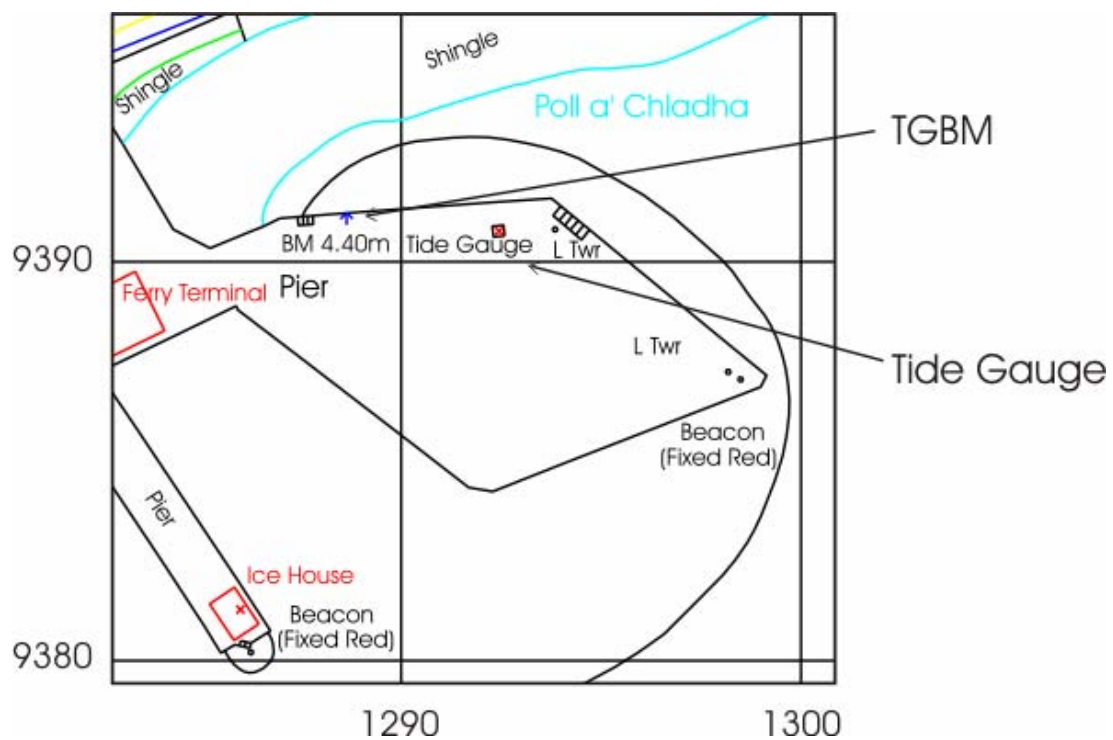 Shingle
Shingle
Poll a' Chladha
TGBM
BM 4.40m
Tide Gauge
L Twr
9390
Ferry Terminal
Pier
L Twr
Tide Gauge
Beacon
(Fixed Red)
Pier
Ice House
Beacon
(Fixed Red)
9380
1290
1300